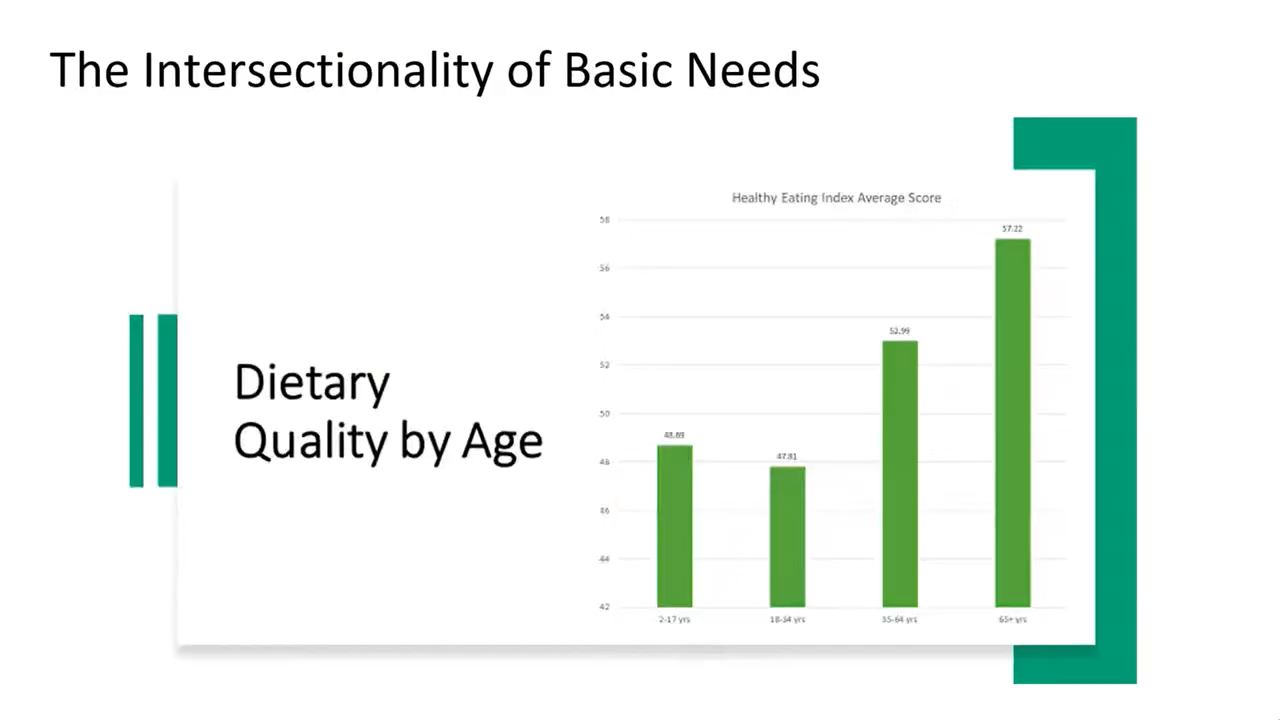 The Intersectionality of Basic Needs
Dietary
Quality by Age
Healthy Eating Index Average Score
58
56
54
52
50
48
46
44
42
48.69
47.81
52.99
57.22
2-17 yrs
18-34 yrs
35-64 yrs
65+ yrs